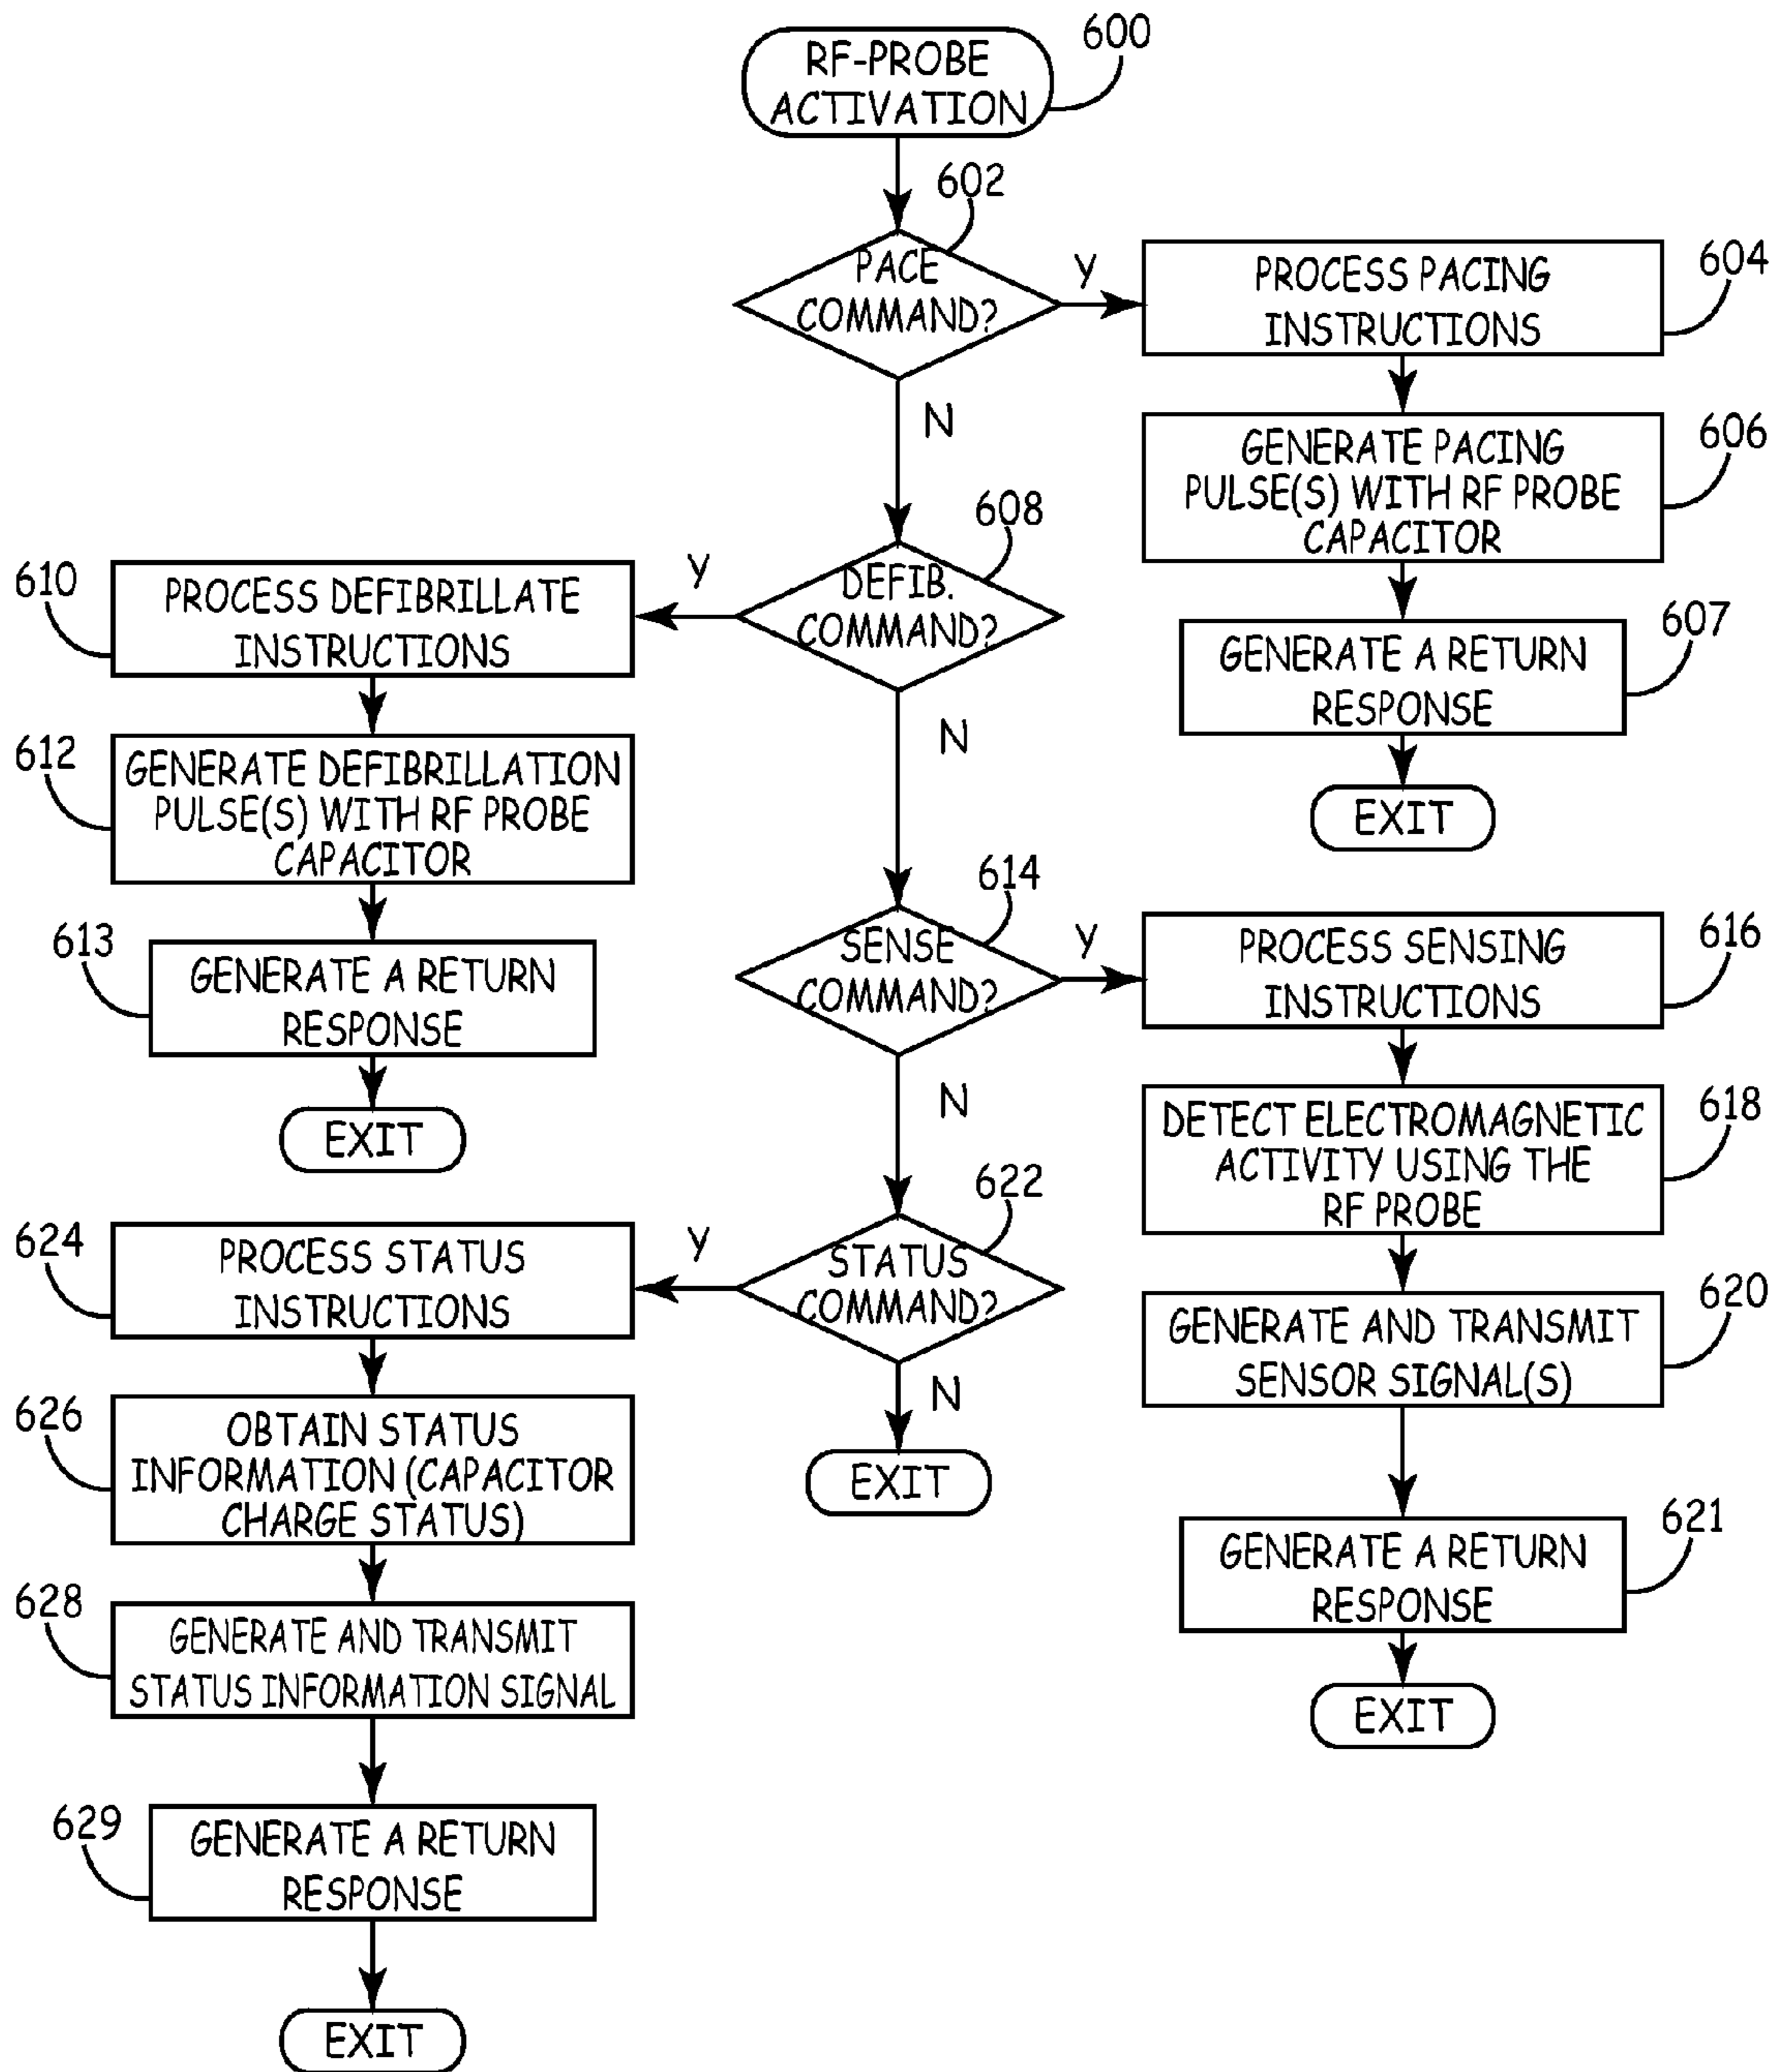 RF-PROBE
ACTIVATION
600
602
PACE
COMMAND?
Y
N
PROCESS PACING
INSTRUCTIONS
604
GENERATE PACING
PULSE(S) WITH RF PROBE
CAPACITOR
606
GENERATE A RETURN
RESPONSE
607
EXIT
608
DEFIB.
COMMAND?
Y
N
610
PROCESS DEFIBRILLATE
INSTRUCTIONS
612
GENERATE DEFIBRILLATION
PULSE(S) WITH RF PROBE
CAPACITOR
613
GENERATE A RETURN
RESPONSE
EXIT
614
SENSE
COMMAND?
Y
N
PROCESS SENSING
INSTRUCTIONS
616
DETECT ELECTROMAGNETIC
ACTIVITY USING THE
RF PROBE
618
GENERATE AND TRANSMIT
SENSOR SIGNAL(S)
620
GENERATE A RETURN
RESPONSE
621
EXIT
622
STATUS
COMMAND?
Y
N
EXIT
624
PROCESS STATUS
INSTRUCTIONS
626
OBTAIN STATUS
INFORMATION (CAPACITOR
CHARGE STATUS)
628
GENERATE AND TRANSMIT
STATUS INFORMATION SIGNAL
629
GENERATE A RETURN
RESPONSE
EXIT